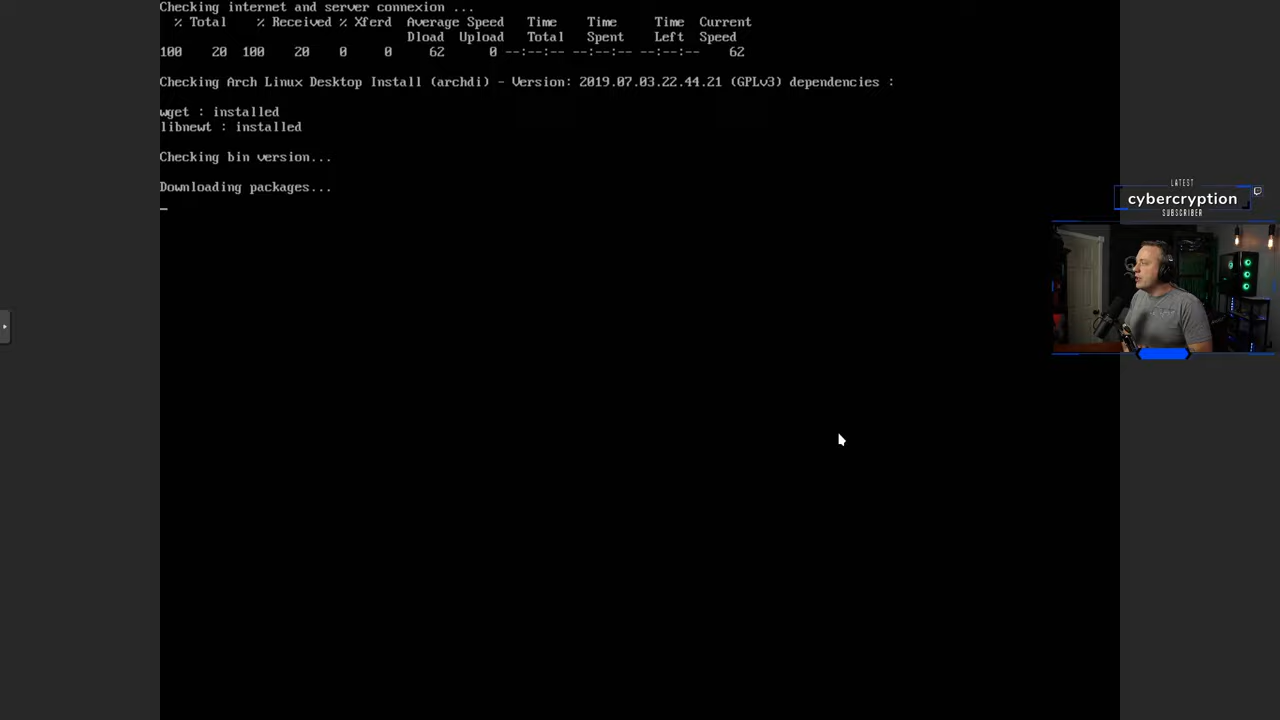 Checking internet and server connexion ...
% Total % Received % Xferd Average Speed Time Time Time Current
Dload Upload Total Spent Left Speed
100 20 100 20 0 0 62 0 --:--:-- --:--:-- --:--:-- 62
Checking Arch Linux Desktop Install (archdi) - Version: 2019.07.03.22.44.21 (GPLv3) dependencies :
wget : installed
libnewt : installed
Checking bin version...
Downloading packages...
_
LATEST
cybercryption
SUBSCRIBER